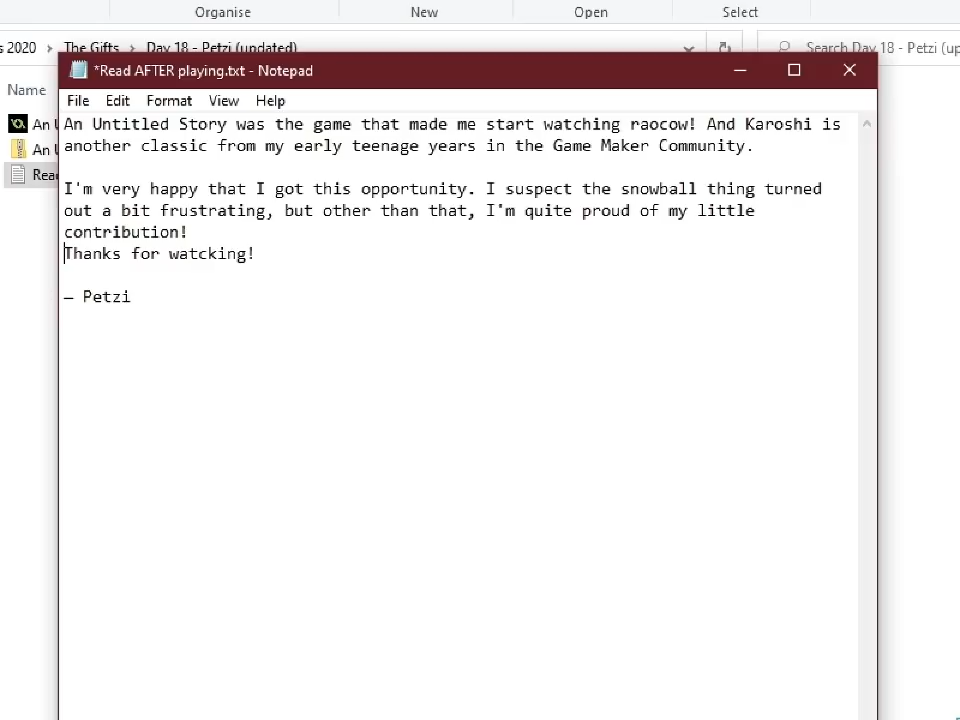 Organise New Open Select
s 2020 › The Gifts › Day 18 - Petzi (updated) Search Day 18 - Petzi (up
*Read AFTER playing.txt - Notepad
Name
File Edit Format View Help
An U
An U
Rea
An Untitled Story was the game that made me start watching raocow! And Karoshi is
another classic from my early teenage years in the Game Maker Community.
I'm very happy that I got this opportunity. I suspect the snowball thing turned
out a bit frustrating, but other than that, I'm quite proud of my little
contribution!
Thanks for watcking!
— Petzi